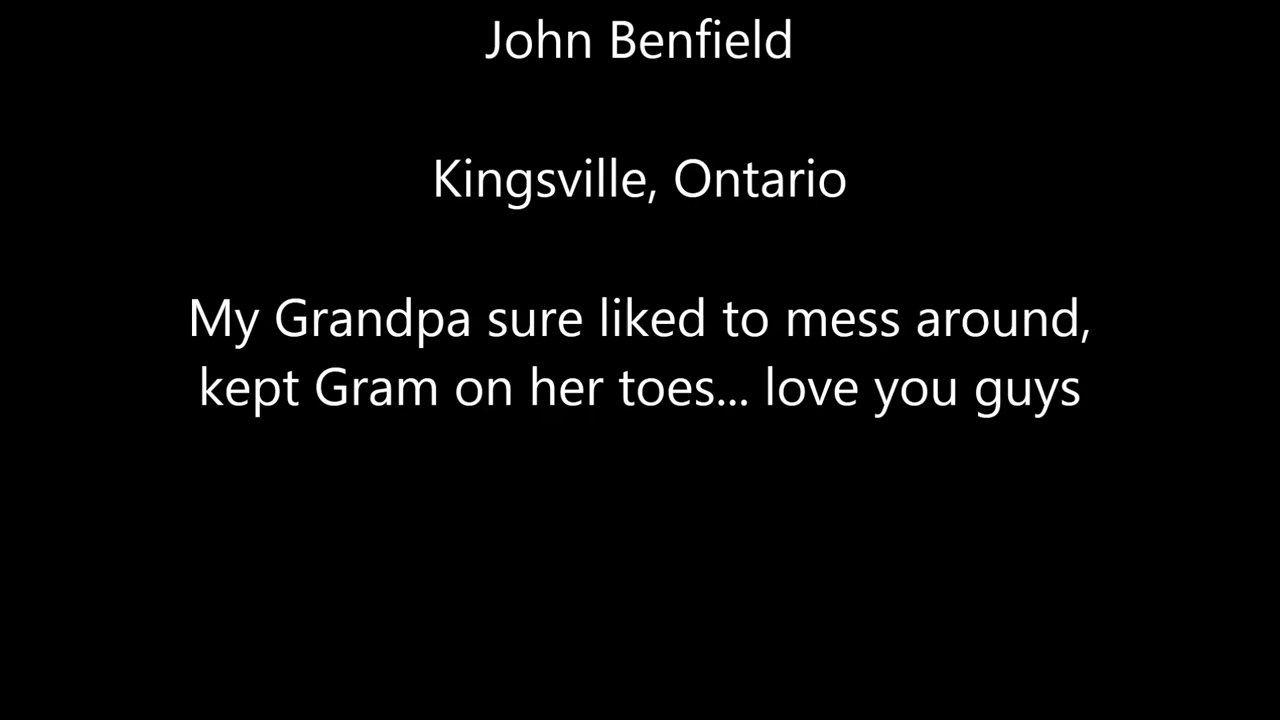 John Benfield
Kingsville, Ontario
My Grandpa sure liked to mess around,
kept Gram on her toes... love you guys